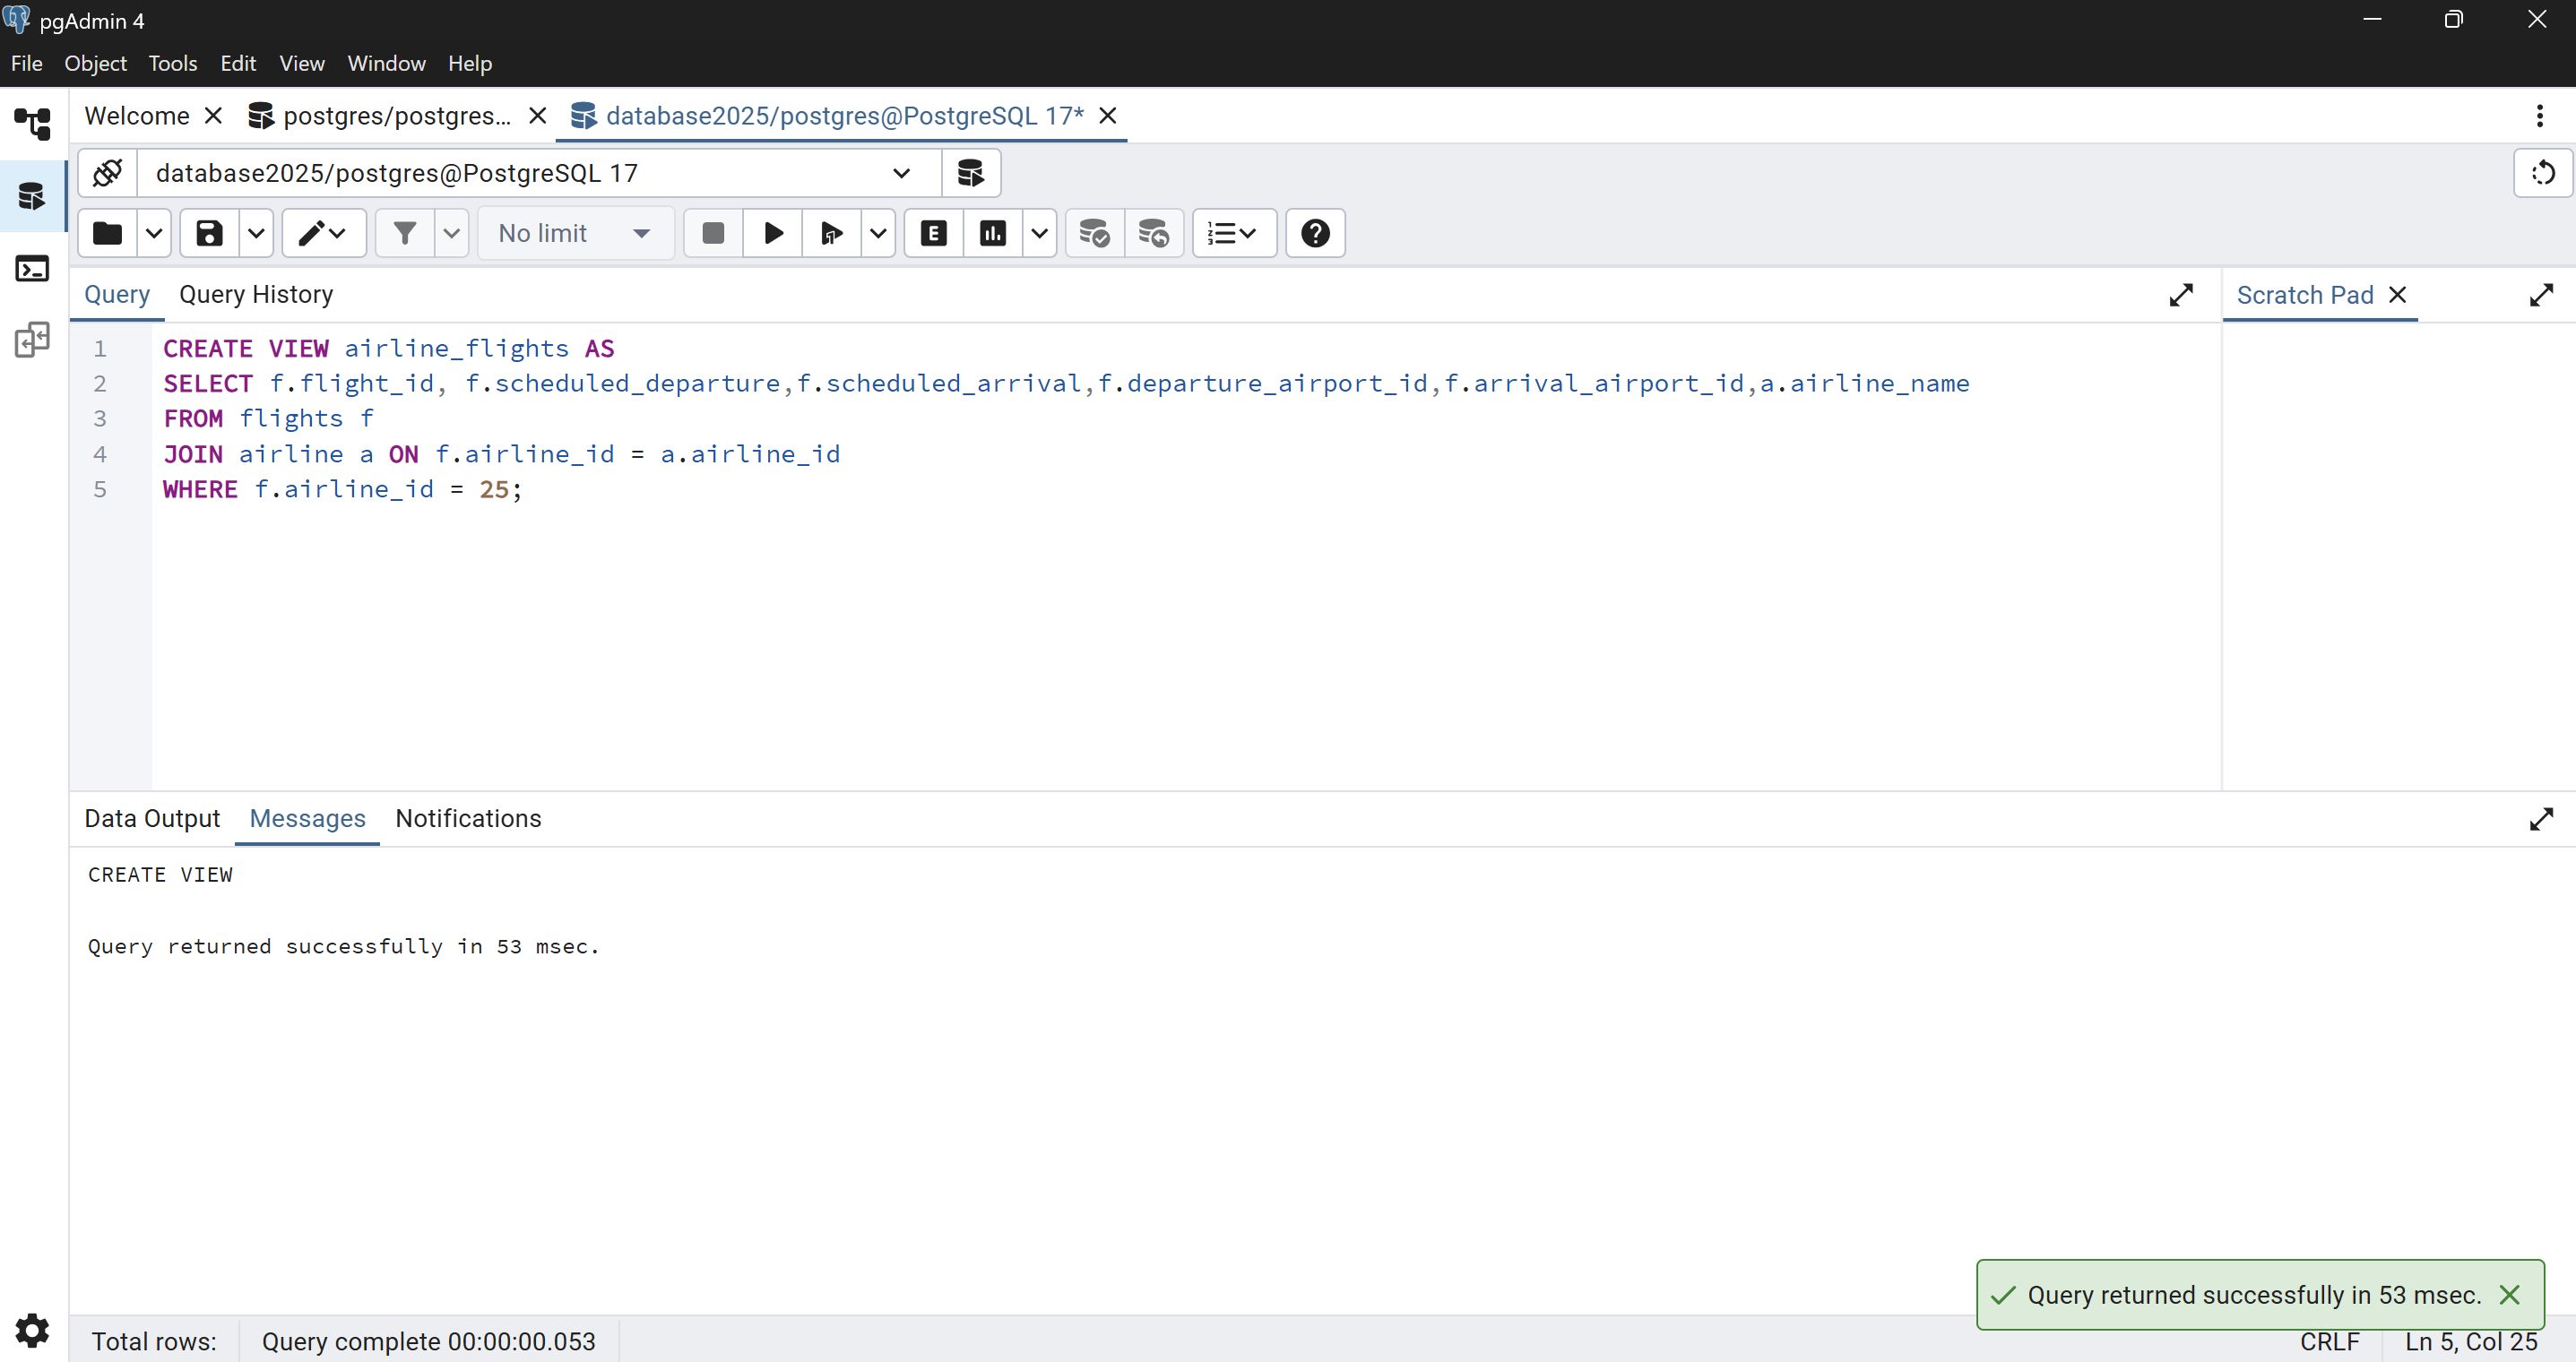 pgAdmin 4
File Object Tools Edit View Window Help
Welcome postgres/postgres... database2025/postgres@PostgreSQL 17*
database2025/postgres@PostgreSQL 17
No limit
Query Query History Scratch Pad
1 CREATE VIEW airline_flights AS
2 SELECT f.flight_id, f.scheduled_departure,f.scheduled_arrival,f.departure_airport_id,f.arrival_airport_id,a.airline_name
3 FROM flights f
4 JOIN airline a ON f.airline_id = a.airline_id
5 WHERE f.airline_id = 25;
Data Output Messages Notifications
CREATE VIEW
Query returned successfully in 53 msec.
Query returned successfully in 53 msec.
Total rows: Query complete 00:00:00.053 CRLF Ln 5, Col 25